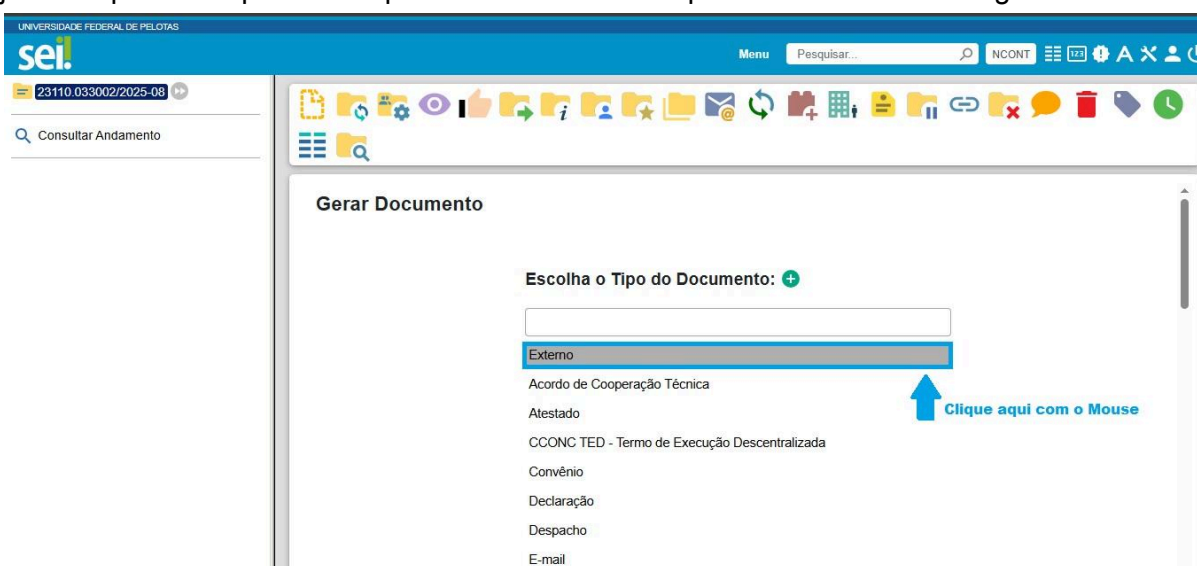 UNIVERSIDADE FEDERAL DE PELOTAS
sei!
Menu Pesquisar... NCONT 123
23110.033002/2025-08
Consultar Andamento
Gerar Documento
Escolha o Tipo do Documento:
Externo
Acordo de Cooperação Técnica
Atestado
Clique aqui com o Mouse
CCONC TED - Termo de Execução Descentralizada
Convênio
Declaração
Despacho
E-mail